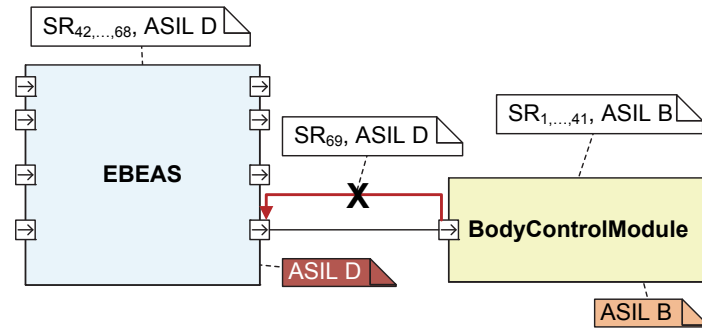 SR42,...,68, ASIL D
SR1,...,41, ASIL B
SR69, ASIL D
EBEAS
X
BodyControlModule
ASIL D
ASIL B